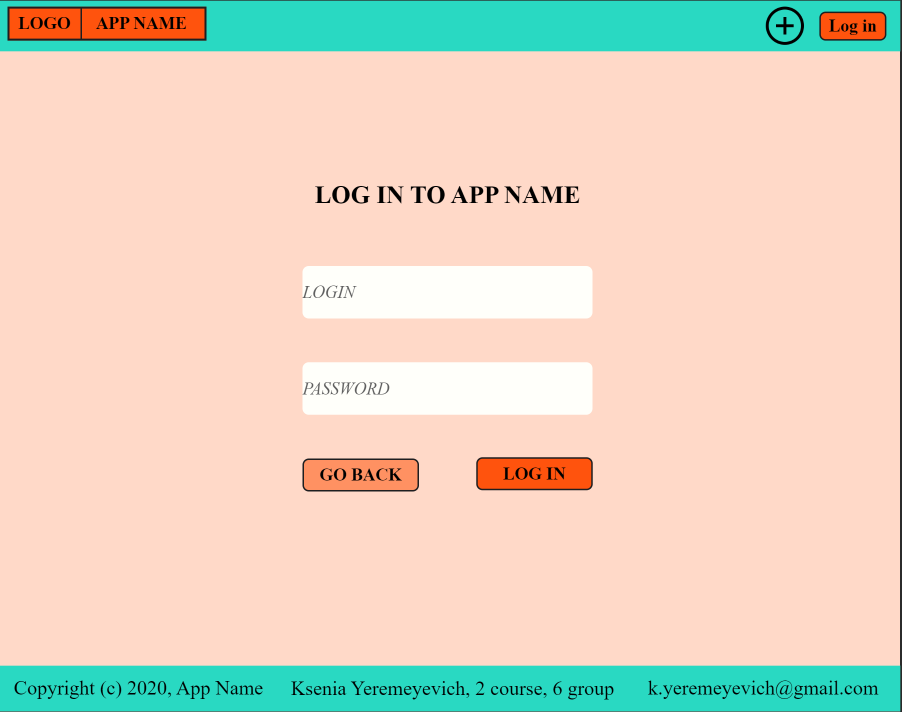 LOGO APP NAME Log in
LOG IN TO APP NAME
LOGIN
PASSWORD
GO BACK LOG IN
Copyright (c) 2020, App Name Ksenia Yeremeyevich, 2 course, 6 group k.yeremeyevich@gmail.com